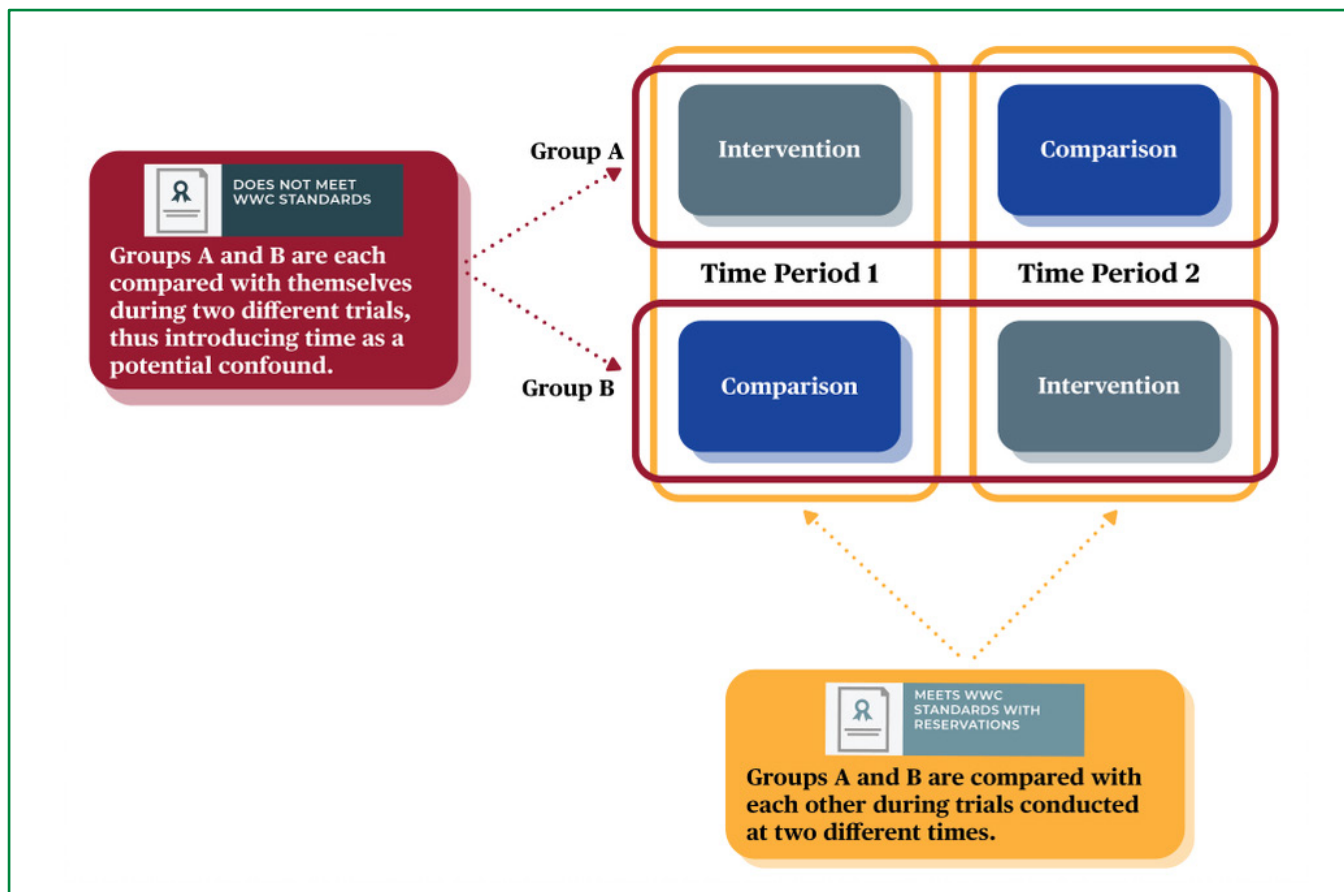 Group A
Intervention
Comparison
DOES NOT MEET
WWC STANDARDS
Groups A and B are each
compared with themselves
during two different trials,
thus introducing time as a
potential confound.
Time Period 1
Time Period 2
Group B
Comparison
Intervention
MEETS WWC
STANDARDS WITH
RESERVATIONS
Groups A and B are compared with
each other during trials conducted
at two different times.